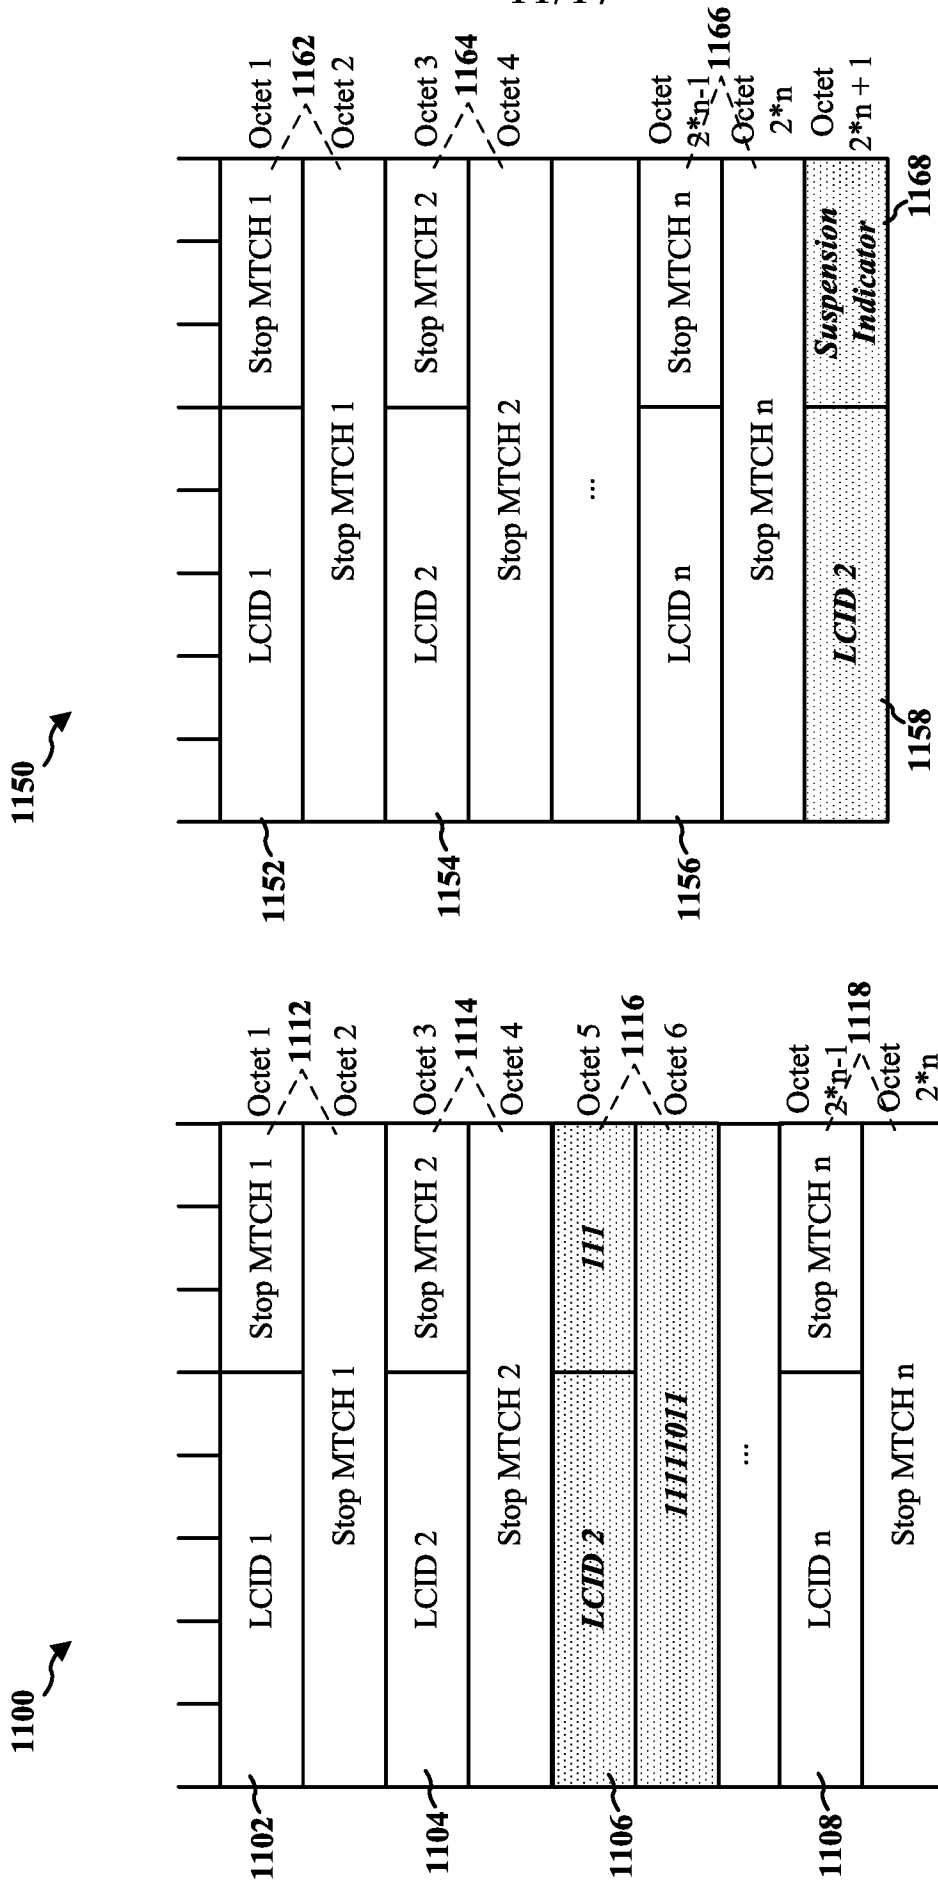 1100
1102
LCID 1
Stop MTCH 1
Octet 1
1112
Stop MTCH 1
Octet 2
1104
LCID 2
Stop MTCH 2
Octet 3
1114
Stop MTCH 2
Octet 4
1106
LCID 2
111
Octet 5
1116
11111011
Octet 6
...
1108
LCID n
Stop MTCH n
Octet
2*n-1
1118
Stop MTCH n
Octet
2*n
1150
1152
LCID 1
Stop MTCH 1
Octet 1
1162
Stop MTCH 1
Octet 2
1154
LCID 2
Stop MTCH 2
Octet 3
1164
Stop MTCH 2
Octet 4
...
1156
LCID n
Stop MTCH n
Octet
2*n-1
1166
Stop MTCH n
Octet
2*n
LCID 2
Suspension
Indicator
Octet
2*n + 1
1158
1168